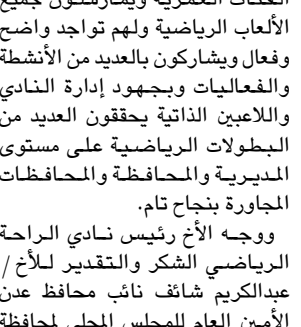 الفئات العمرية ويمارسون جميع
الألعاب الرياضية ولهم تواجد واضح
وفعال ويشاركون بالعديد من الأنشطة
والفعاليات وبجهود إدارة النادي
واللاعبين الذاتية يحققون العديد من
البطولات الرياضية على مستوى
المديرية والمحافظة والمحافظات
المجاورة بنجاح تام.
ووجه الأخ رئيس نادي الراحة
الرياضي الشكر والتقدير للأخ/
عبدالكريم شائف نائب محافظ عدن
الأمين العام للمجلس المحلي لمحافظة